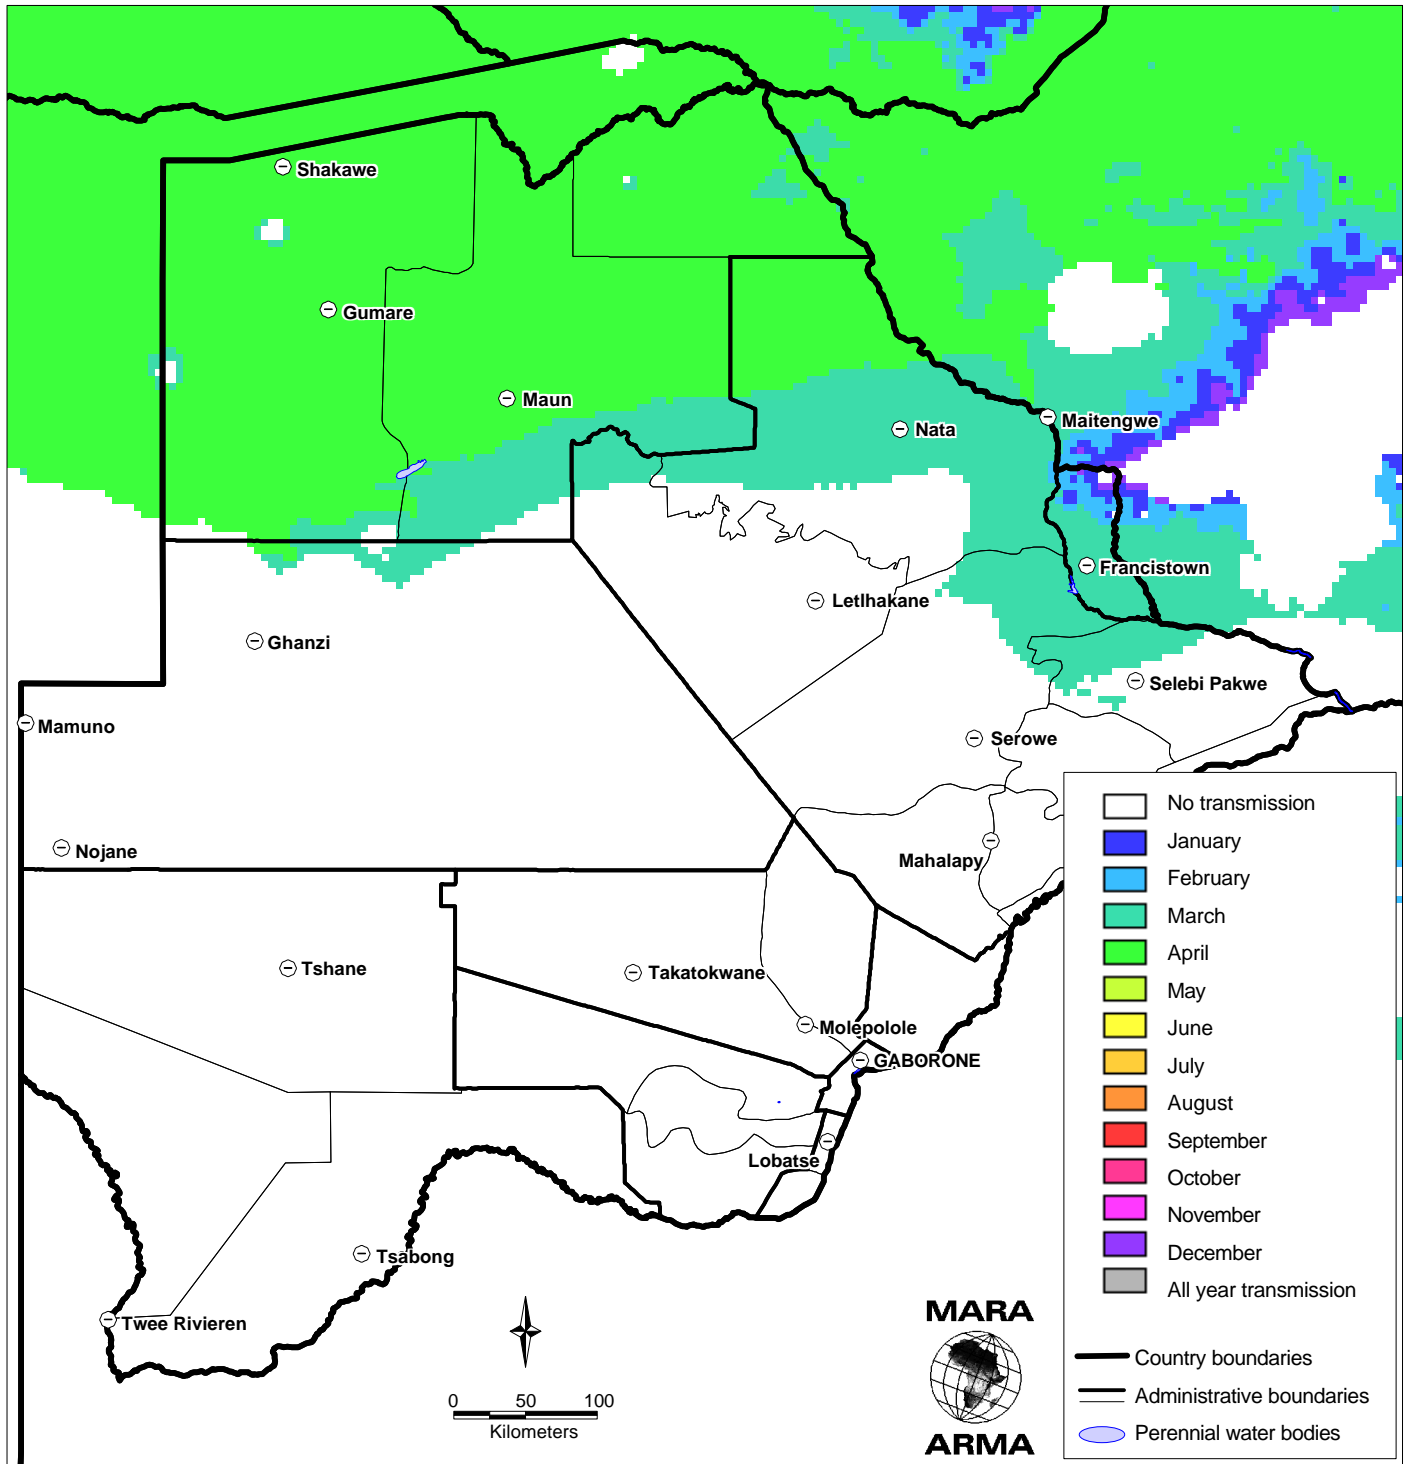 Shakawe
Gumare
Maun
Nata
Maitengwe
Francistown
Letlhakane
Ghanzi
Selebi Pakwe
Mamuno
Serowe
Nojane
Mahalapy
Tshane
Takatokwane
Molepolole
GABORONE
Lobatse
Tsabong
Twee Rivieren
No transmission
January
February
March
April
May
June
July
August
September
October
November
December
All year transmission
Country boundaries
Administrative boundaries
Perennial water bodies
0 50 100
Kilometers
MARA
ARMA